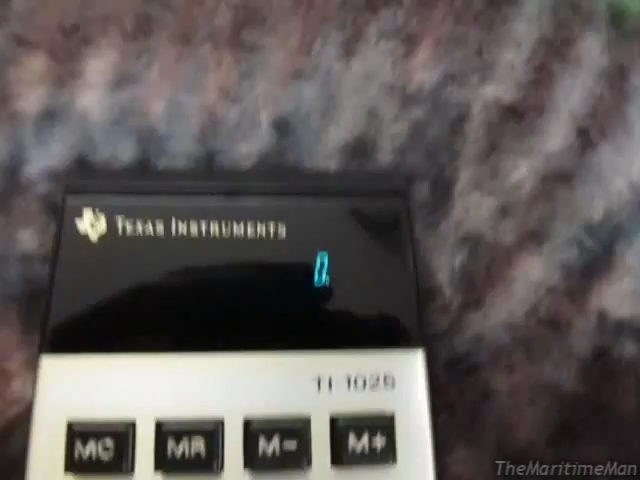 TEXAS INSTRUMENTS
0.
TI-1025
MC MR M- M+
TheMaritimeMan